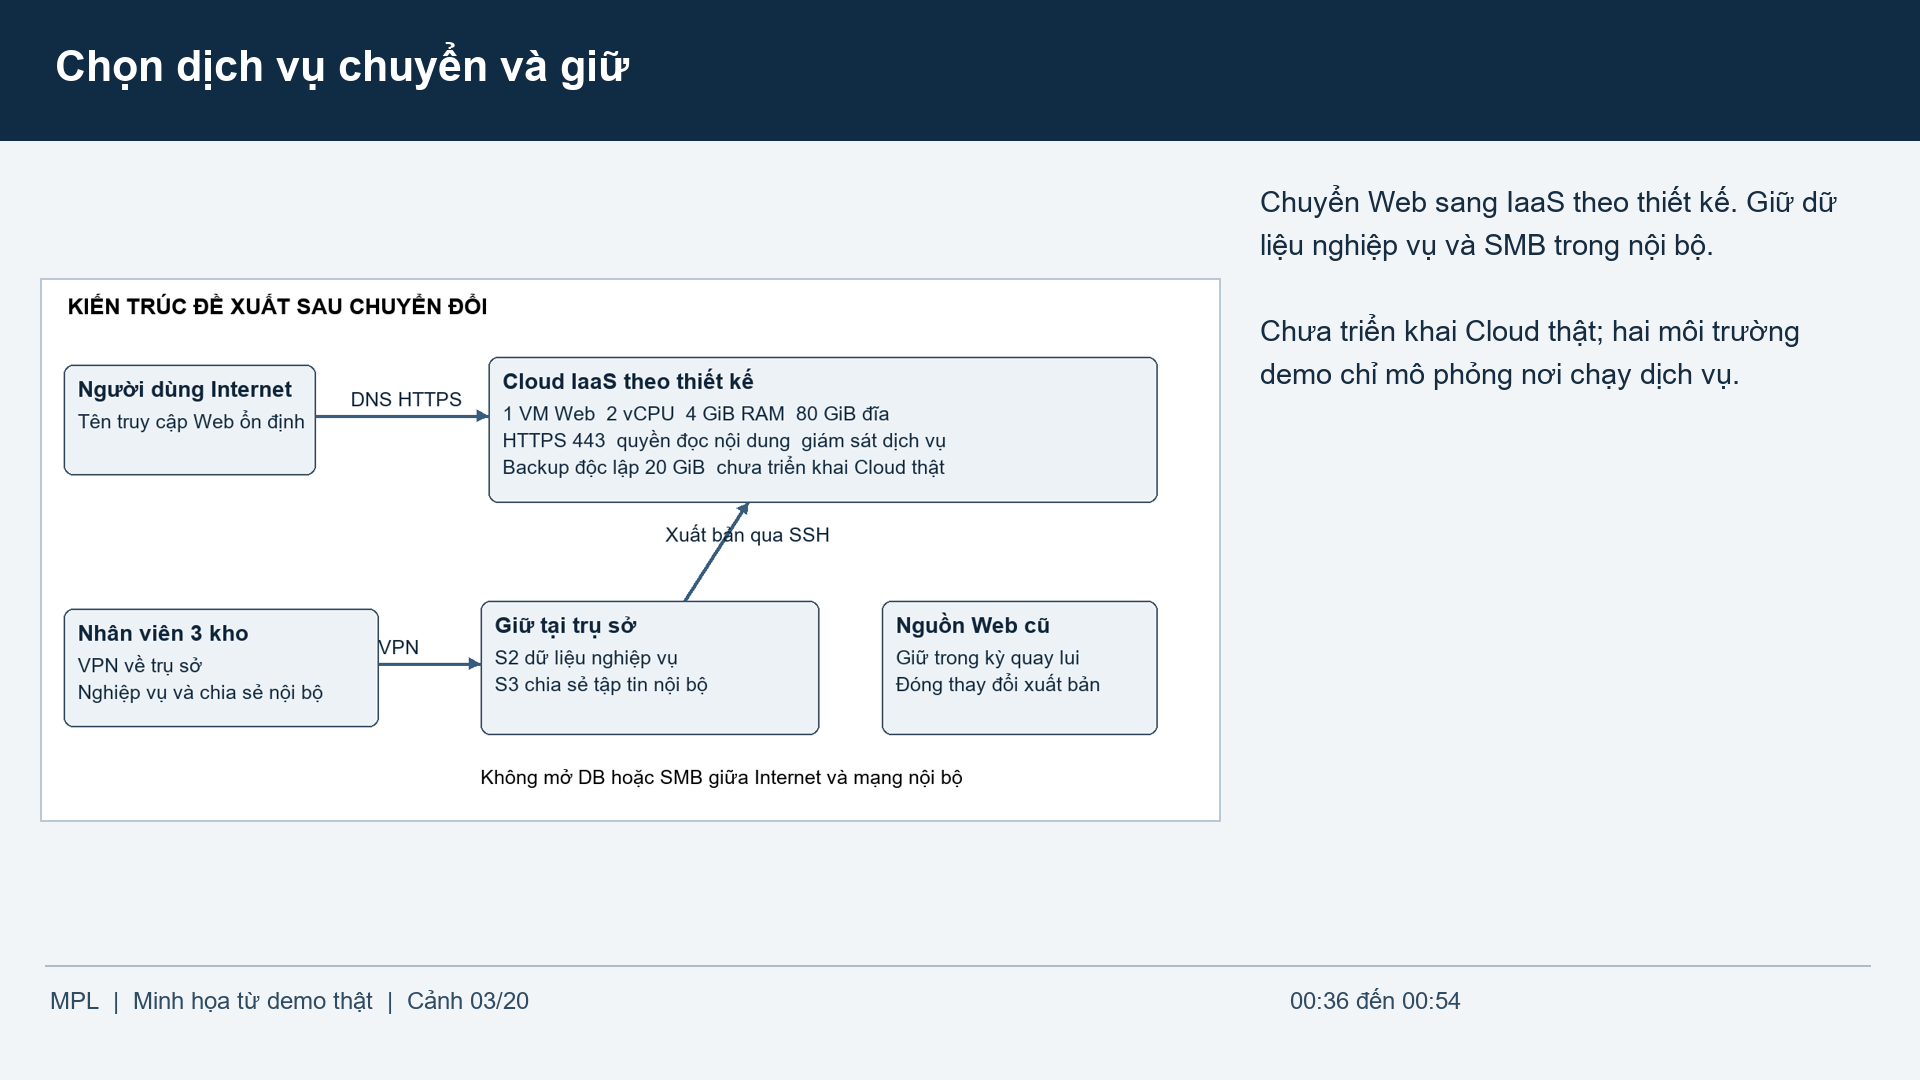 Chọn dịch vụ chuyển và giữ
Chuyển Web sang IaaS theo thiết kế. Giữ dữ
liệu nghiệp vụ và SMB trong nội bộ.
Chưa triển khai Cloud thật; hai môi trường
demo chỉ mô phỏng nơi chạy dịch vụ.
KIẾN TRÚC ĐỀ XUẤT SAU CHUYỂN ĐỔI
Người dùng Internet
Tên truy cập Web ổn định
DNS HTTPS
Cloud IaaS theo thiết kế
1 VM Web  2 vCPU  4 GiB RAM  80 GiB đĩa
HTTPS 443  quyền đọc nội dung  giám sát dịch vụ
Backup độc lập 20 GiB  chưa triển khai Cloud thật
Xuất bản qua SSH
Nhân viên 3 kho
VPN về trụ sở
Nghiệp vụ và chia sẻ nội bộ
VPN
Giữ tại trụ sở
S2 dữ liệu nghiệp vụ
S3 chia sẻ tập tin nội bộ
Nguồn Web cũ
Giữ trong kỳ quay lui
Đóng thay đổi xuất bản
Không mở DB hoặc SMB giữa Internet và mạng nội bộ
MPL  |  Minh họa từ demo thật  |  Cảnh 03/20
00:36 đến 00:54